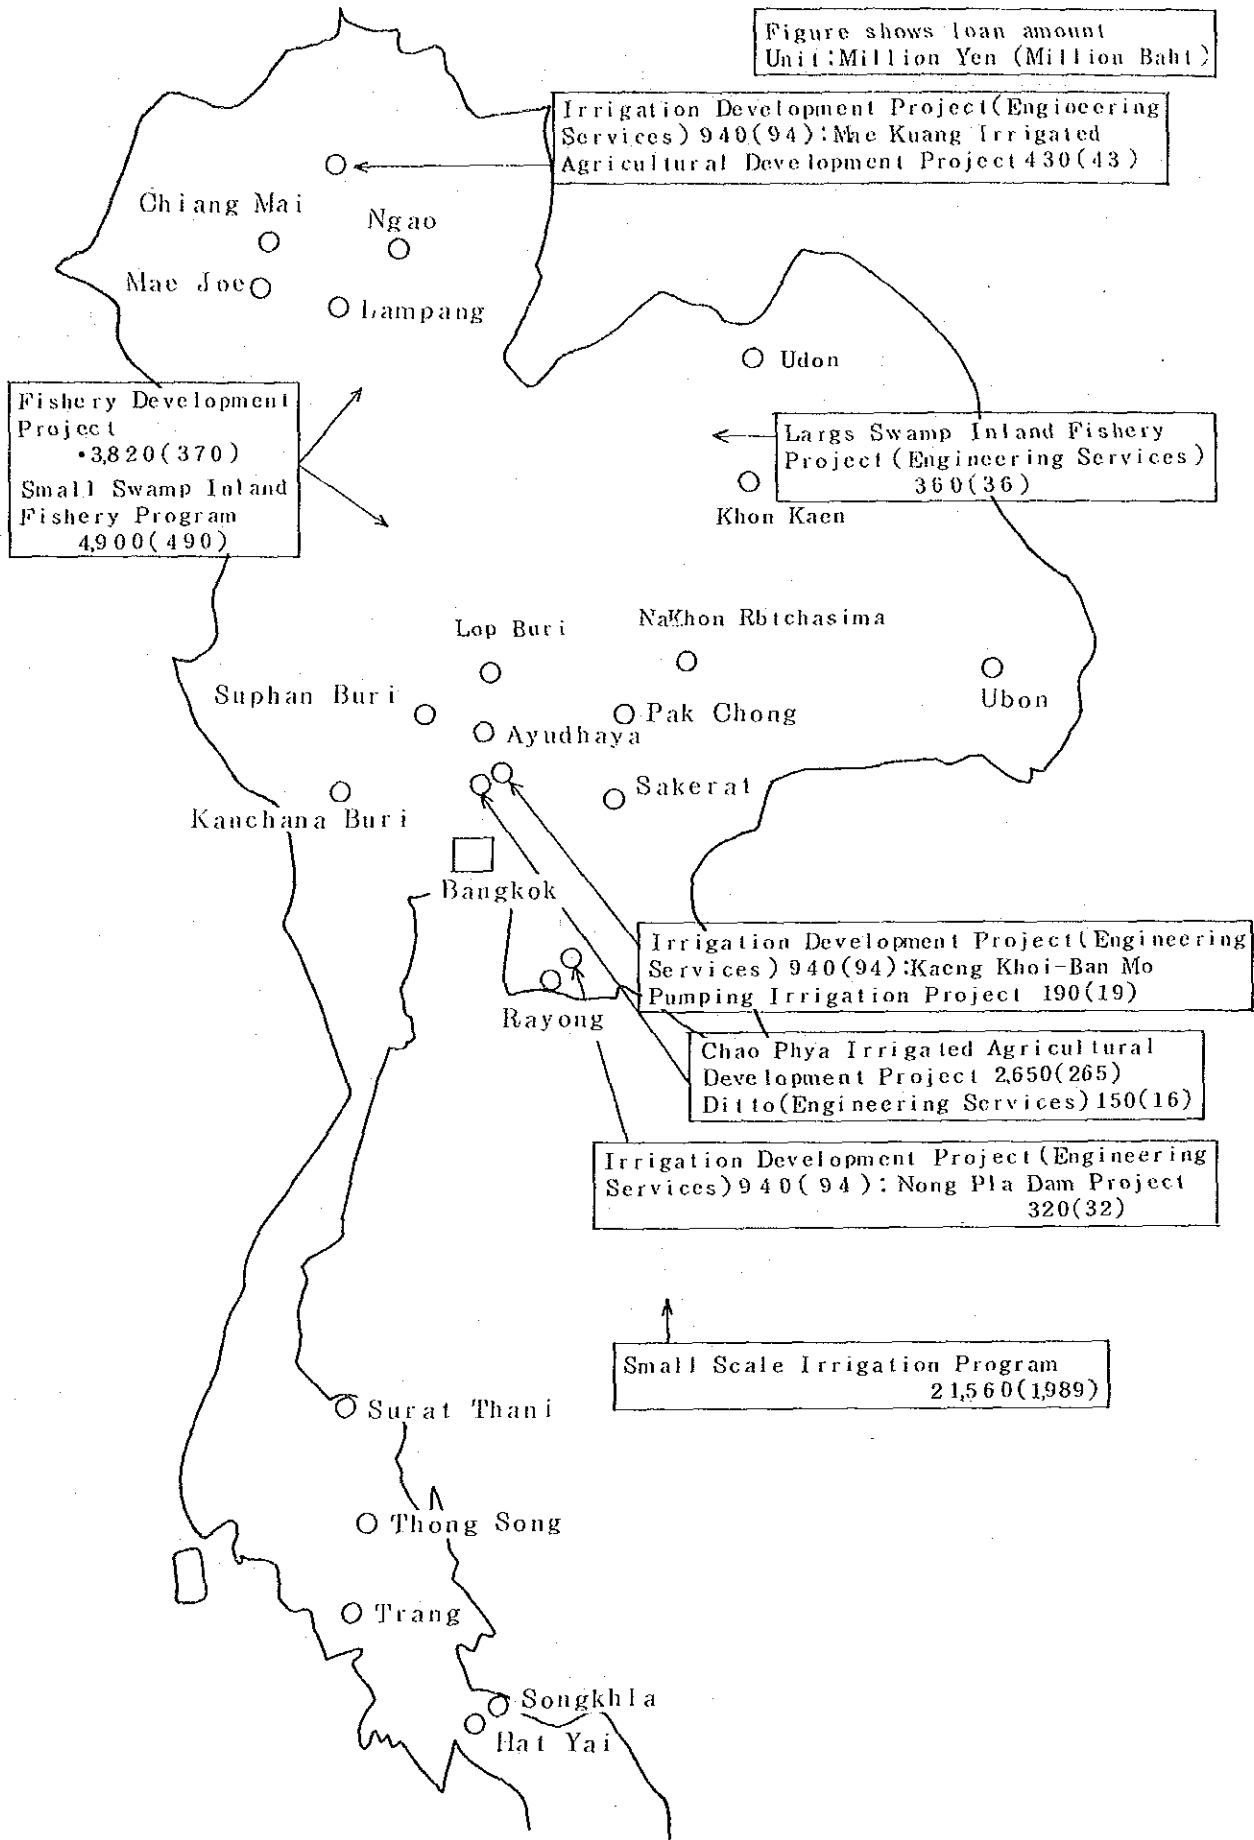 Figure shows loan amount
Unit:Million Yen (Million Baht)
Irrigation Development Project(Engineering
Services) 940(94):Mae Kuang Irrigated
Agricultural Development Project 430(43)
Chiang Mai
Ngao
Mae Joe
Lampang
Udon
Fishery Development
Project
•3,820(370)
Small Swamp Inland
Fishery Program
4,900(490)
Largs Swamp Inland Fishery
Project(Engineering Services)
360(36)
Khon Kaen
Lop Buri
NaKhon Rbtchasima
Suphan Buri
Pak Chong
Ubon
Ayudhaya
Sakerat
Kanchana Buri
Bangkok
Irrigation Development Project(Engineering
Services) 940(94):Kaeng Khoi-Ban Mo
Pumping Irrigation Project 190(19)
Rayong
Chao Phya Irrigated Agricultural
Development Project 2,650(265)
Ditto(Engineering Services)150(16)
Irrigation Development Project(Engineering
Services)940(94): Nong Pla Dam Project
320(32)
Small Scale Irrigation Program
21,560(1,989)
Surat Thani
Thong Song
Trang
Songkhla
Hat Yai